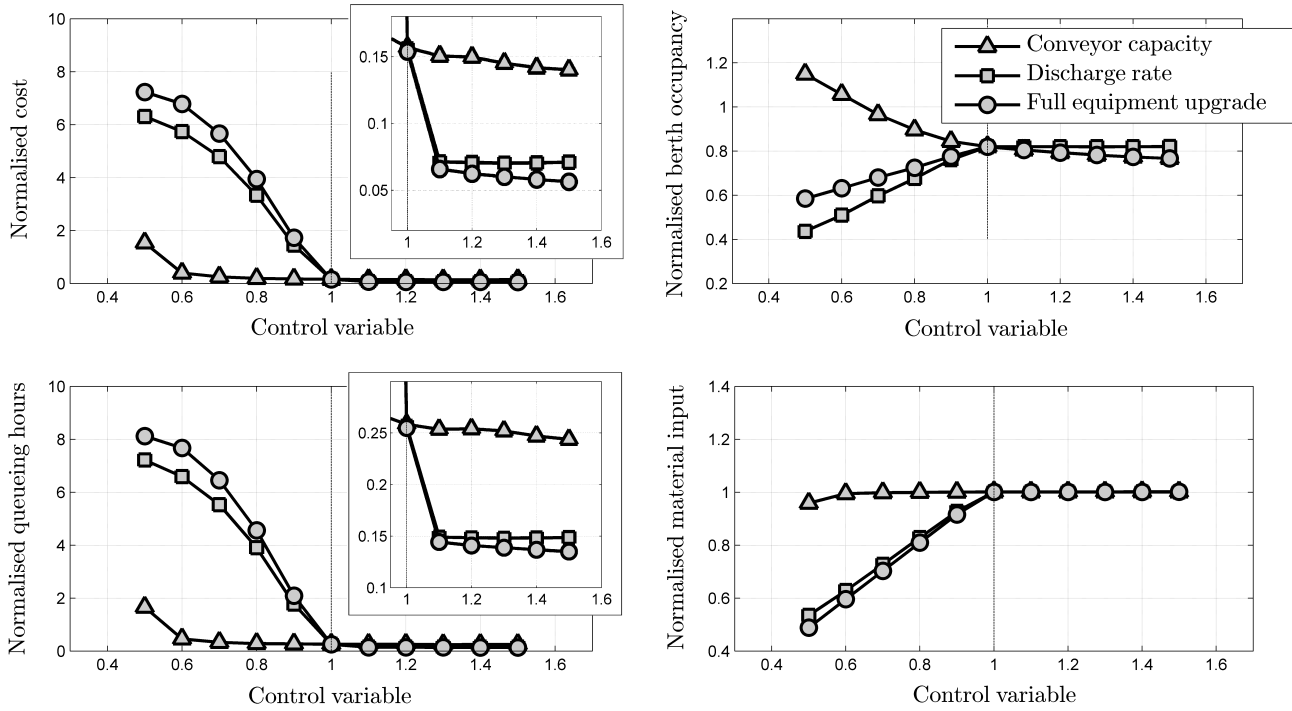 Normalised cost
10
8
6
4
2
0
0.4 0.6 0.8 1 1.2 1.4 1.6
Control variable
0.15
0.1
0.05
1 1.2 1.4 1.6
Normalised berth occupancy
1.2
1
0.8
0.6
0.4
0.2
0.4 0.6 0.8 1 1.2 1.4 1.6
Control variable
Conveyor capacity
Discharge rate
Full equipment upgrade
Normalised queueing hours
10
8
6
4
2
0
0.4 0.6 0.8 1 1.2 1.4 1.6
Control variable
0.25
0.2
0.15
0.1
1 1.2 1.4 1.6
Normalised material input
1.4
1.2
1
0.8
0.6
0.4
0.4 0.6 0.8 1 1.2 1.4 1.6
Control variable